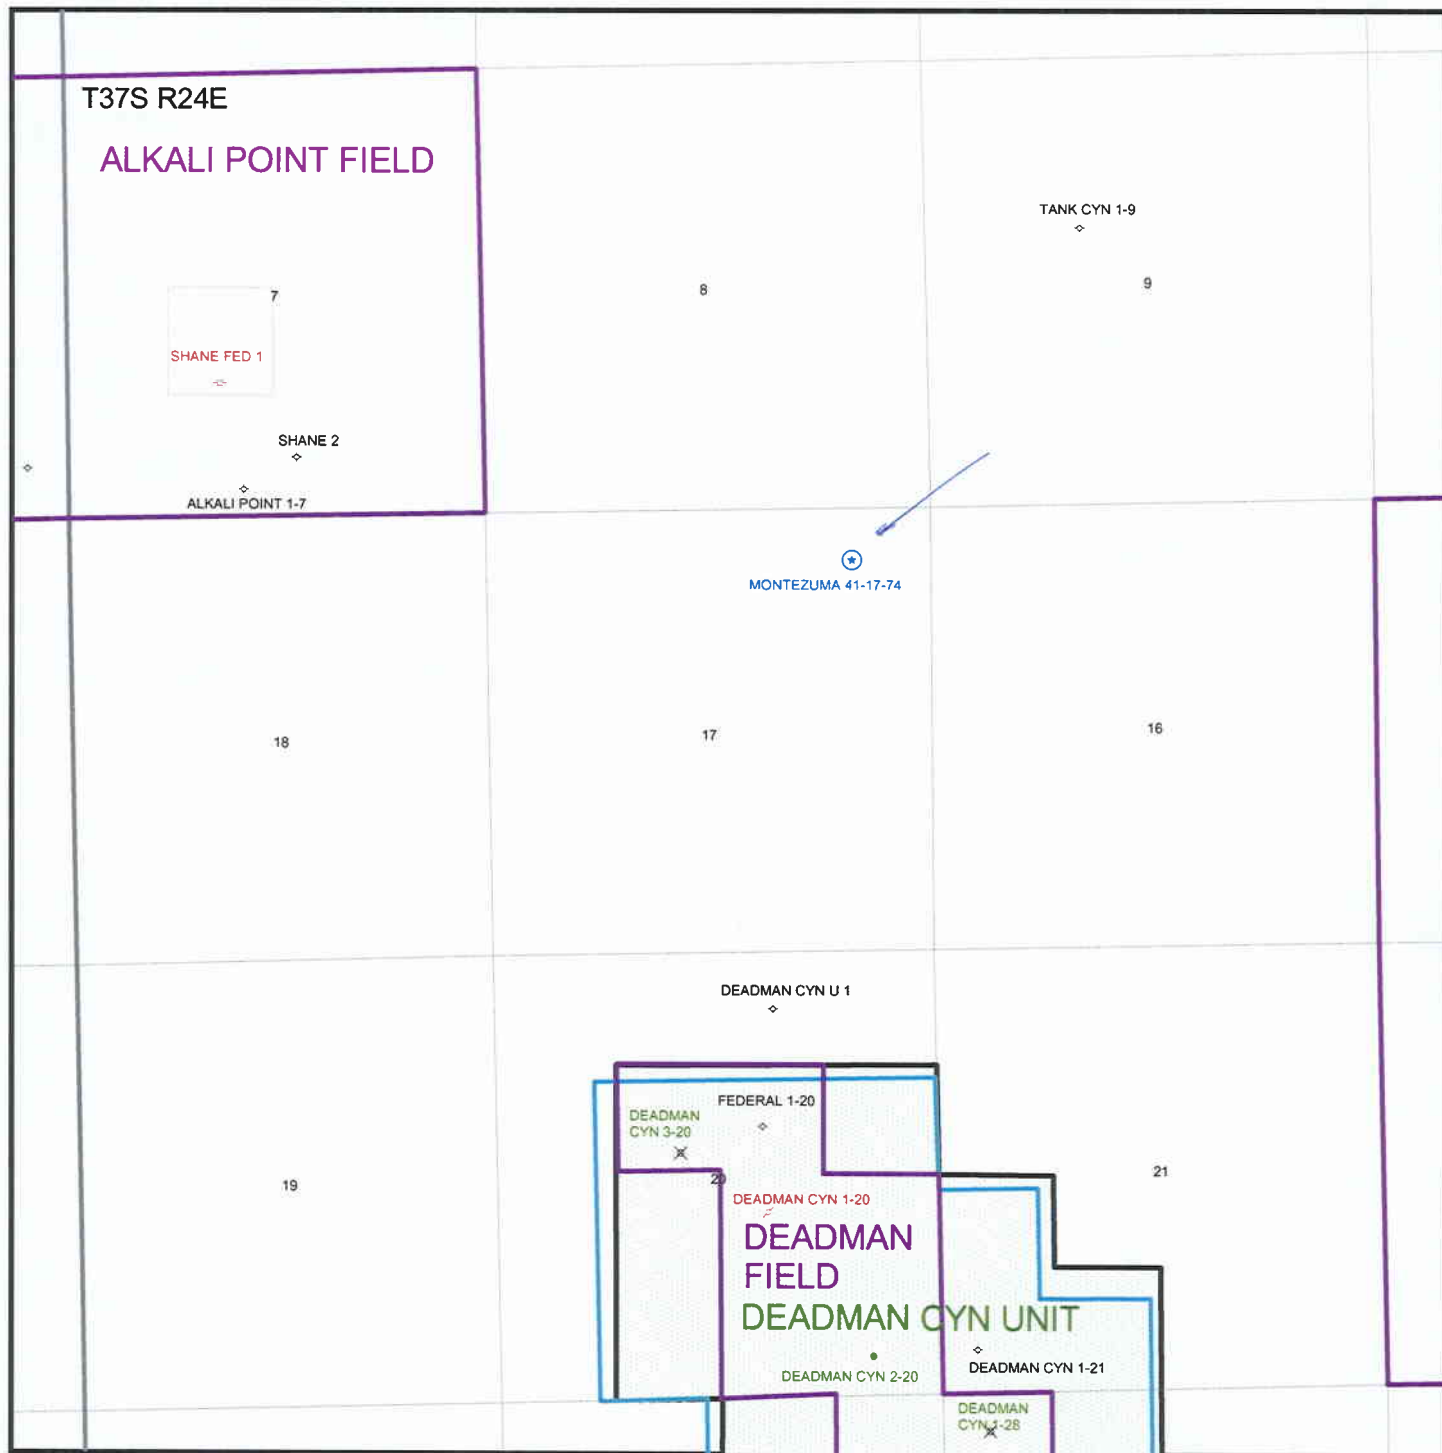 T37S R24E
ALKALI POINT FIELD
TANK CYN 1-9
7
8
9
SHANE FED 1
SHANE 2
ALKALI POINT 1-7
MONTEZUMA 41-17-74
18
17
16
DEADMAN CYN U 1
FEDERAL 1-20
DEADMAN
CYN 3-20
19
20
21
DEADMAN CYN 1-20
DEADMAN
FIELD
DEADMAN CYN UNIT
DEADMAN CYN 1-21
DEADMAN CYN 2-20
DEADMAN
CYN 1-28